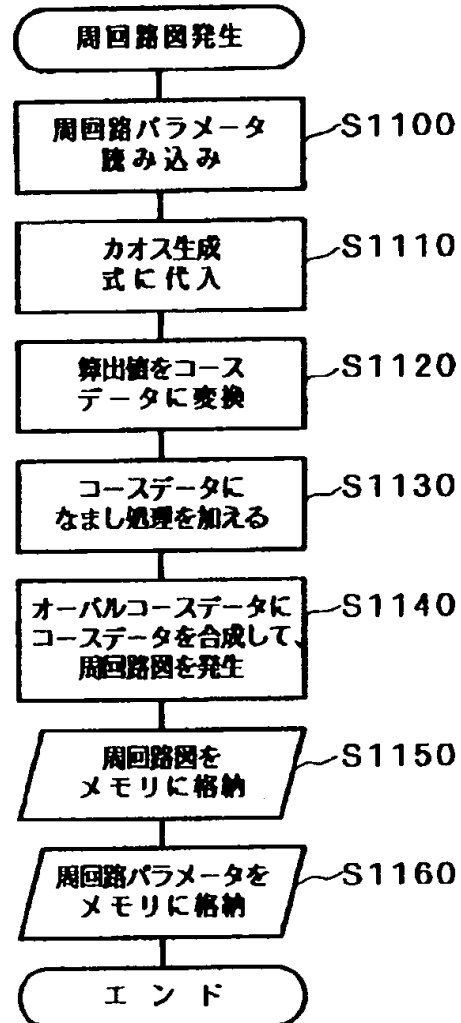 周回路図発生
周回路パラメータ
読み込み
S1100
カオス生成
式に代入
S1110
算出値をコース
データに変換
S1120
コースデータに
なまし処理を加える
S1130
オーバルコースデータに
コースデータを合成して、
周回路図を発生
S1140
周回路図を
メモリに格納
S1150
周回路パラメータを
メモリに格納
S1160
エンド